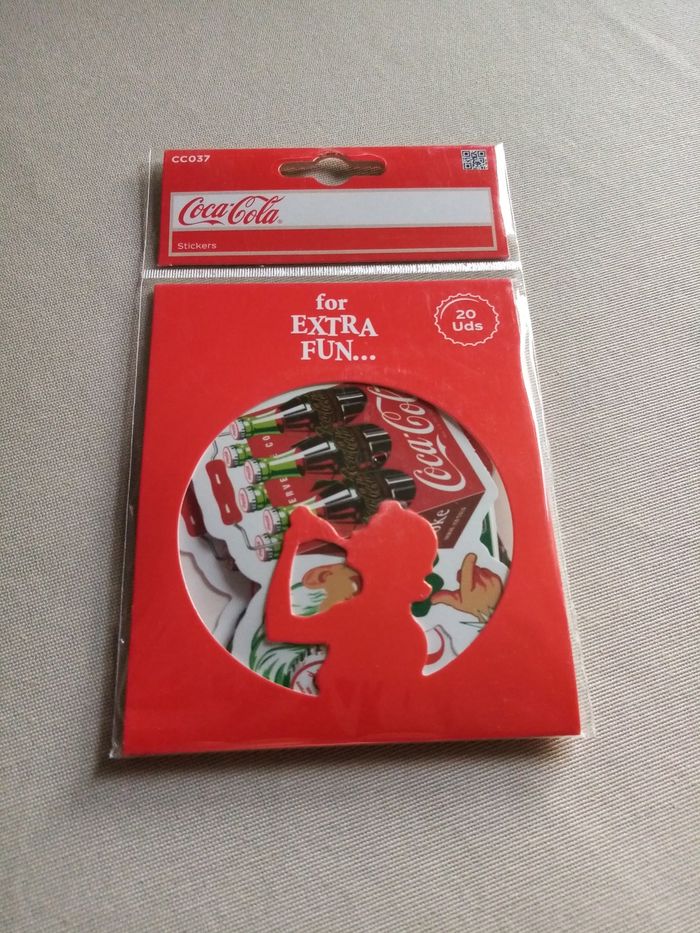 CC037
Coca-Cola
Stickers
for
EXTRA
FUN...
20
Uds
Coca-Cola